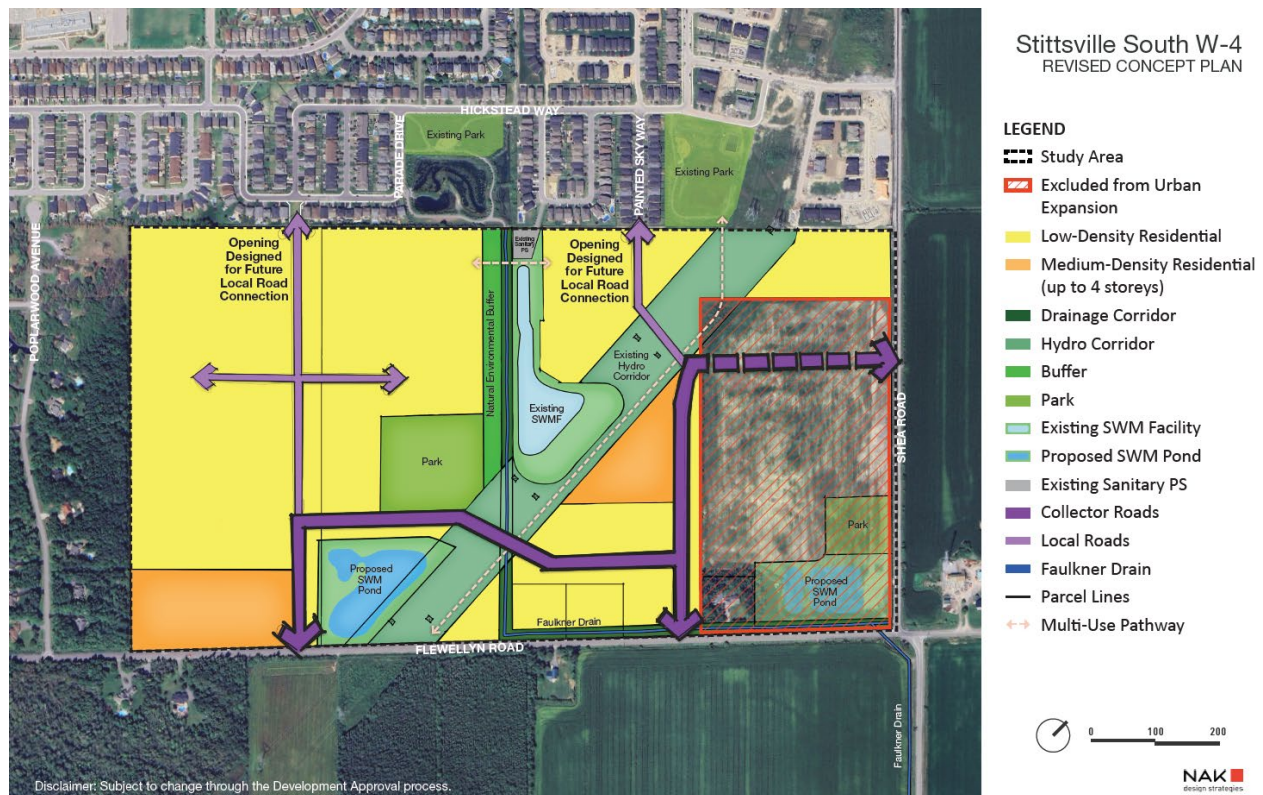 Stittsville South W-4
REVISED CONCEPT PLAN
LEGEND
Study Area
Excluded from Urban
Expansion
Low-Density Residential
Medium-Density Residential
(up to 4 storeys)
Drainage Corridor
Hydro Corridor
Buffer
Park
Existing SWM Facility
Proposed SWM Pond
Existing Sanitary PS
Collector Roads
Local Roads
Faulkner Drain
Parcel Lines
Multi-Use Pathway
0 100 200
NAK
design strategies
HICKSTEAD WAY
PARADE DRIVE
Existing Park
PAINTED SKY WAY
Existing Park
POPLARWOOD AVENUE
Opening
Designed
for Future
Local Road
Connection
Existing
Sanitary
PS
Opening
Designed
for Future
Local Road
Connection
Natural Environmental Buffer
Existing
Hydro
Corridor
Existing
SWMF
SHEA ROAD
Park
Park
Proposed
SWM
Pond
Proposed
SWM
Pond
Faulkner Drain
FLEWELLYN ROAD
Faulkner Drain
Disclaimer: Subject to change through the Development Approval process.